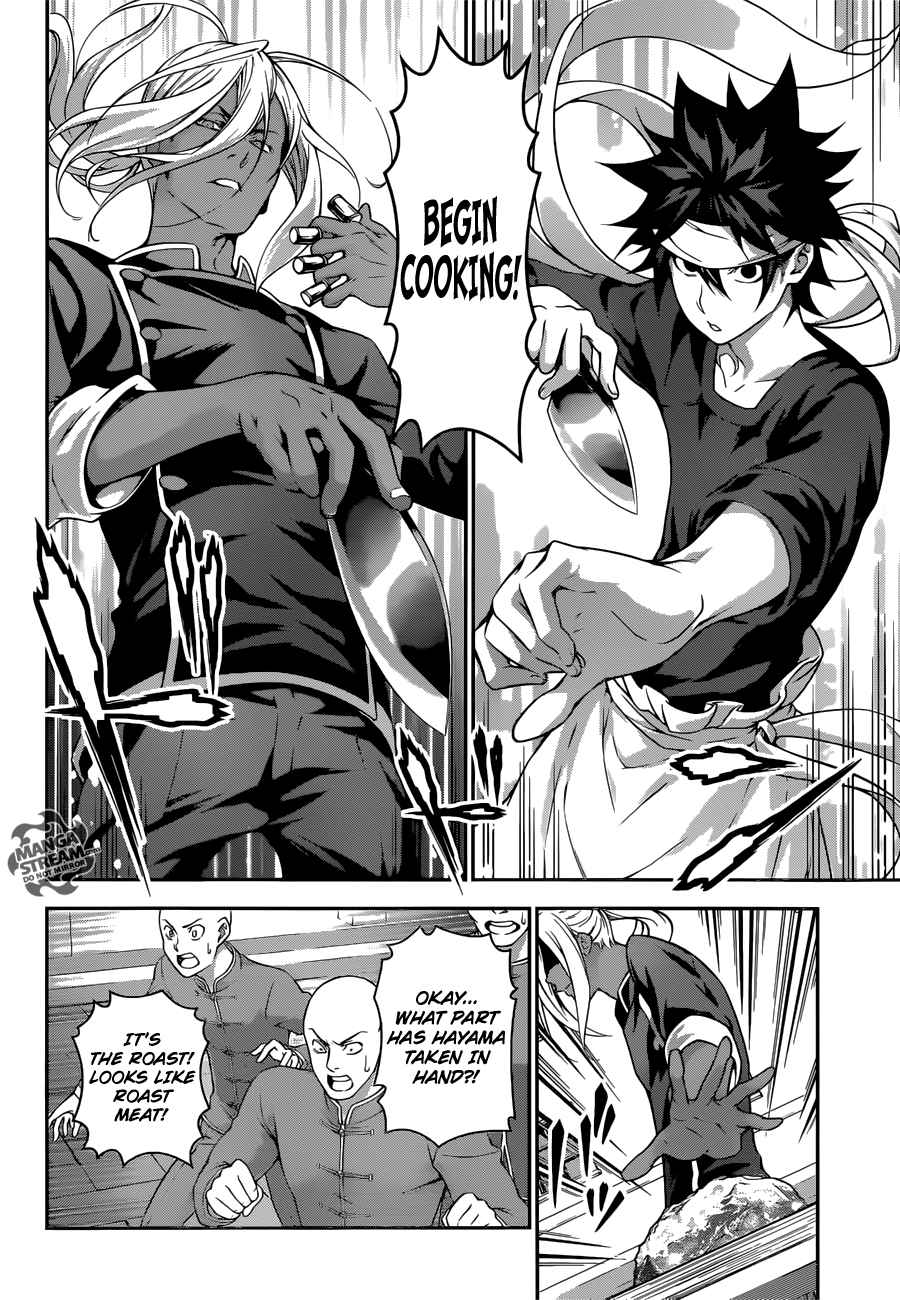 BEGIN
COOKING!
OKAY...
WHAT PART
HAS HAYAMA
TAKEN IN
HAND?!
IT'S
THE ROAST!
LOOKS LIKE
ROAST
MEAT!
MANGA
STREAM.com
DO NOT MIRROR